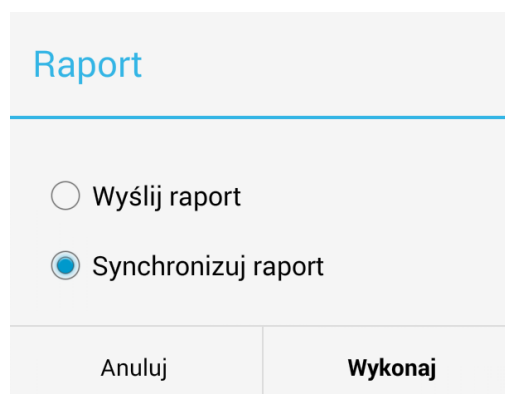 Raport
Wyślij raport
Synchronizuj raport
Anuluj Wykonaj